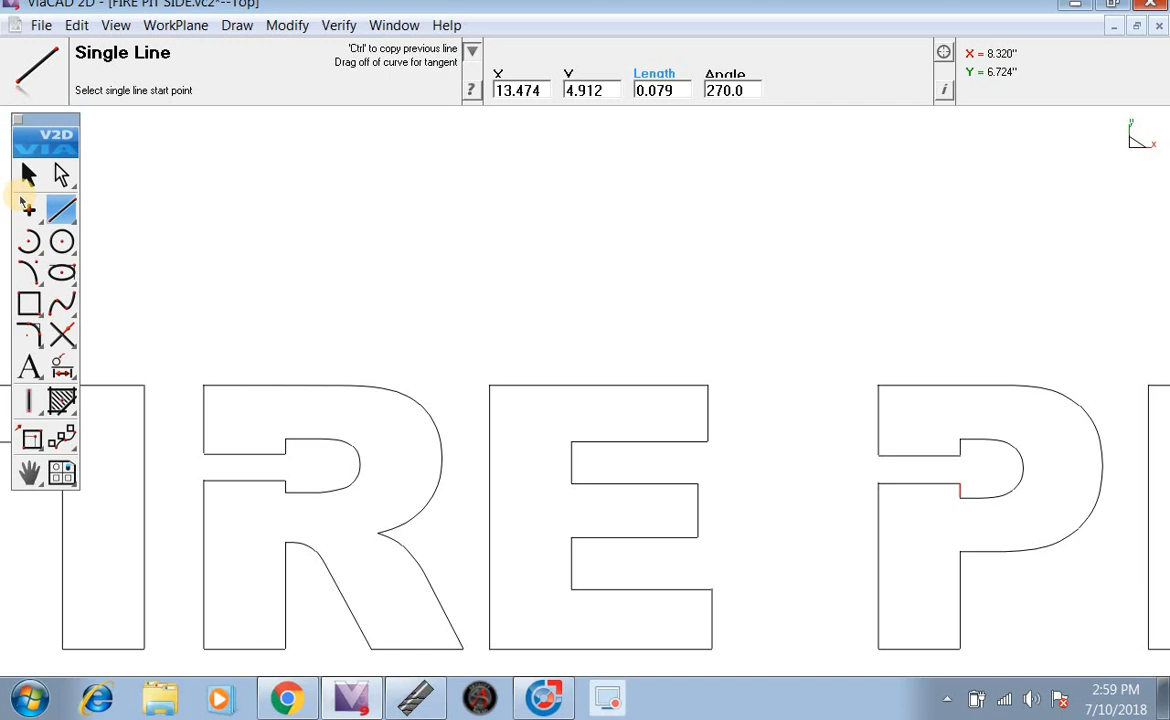 ViaCAD 2D - [FIRE PIT SIDE.vc2*--Top]
File Edit View WorkPlane Draw Modify Verify Window Help
Single Line
'Ctrl' to copy previous line
Drag off of curve for tangent
Select single line start point
?
X Y Length Angle
13.474 4.912 0.079 270.0
i
X = 8.320"
Y = 6.724"
y
x
V2D
VIA
A
IRE P
2:59 PM
7/10/2018